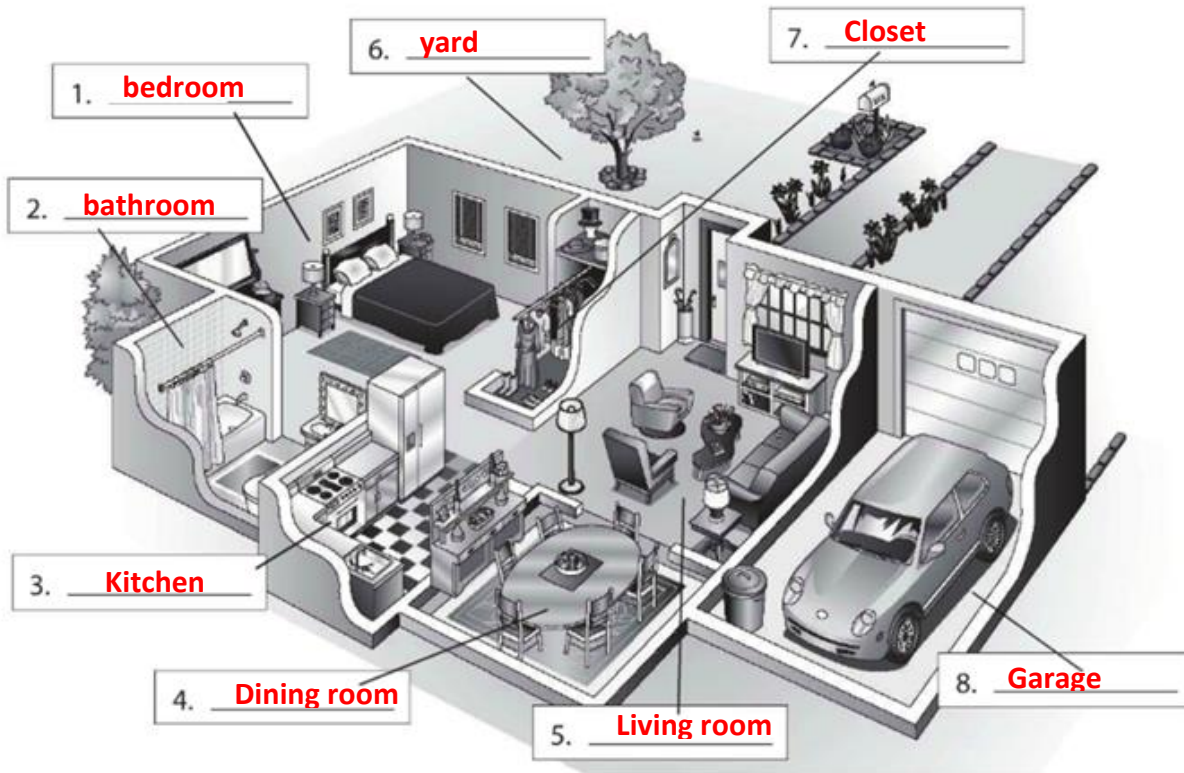 6. yard
7. Closet
1. bedroom
2. bathroom
3. Kitchen
4. Dining room
5. Living room
8. Garage